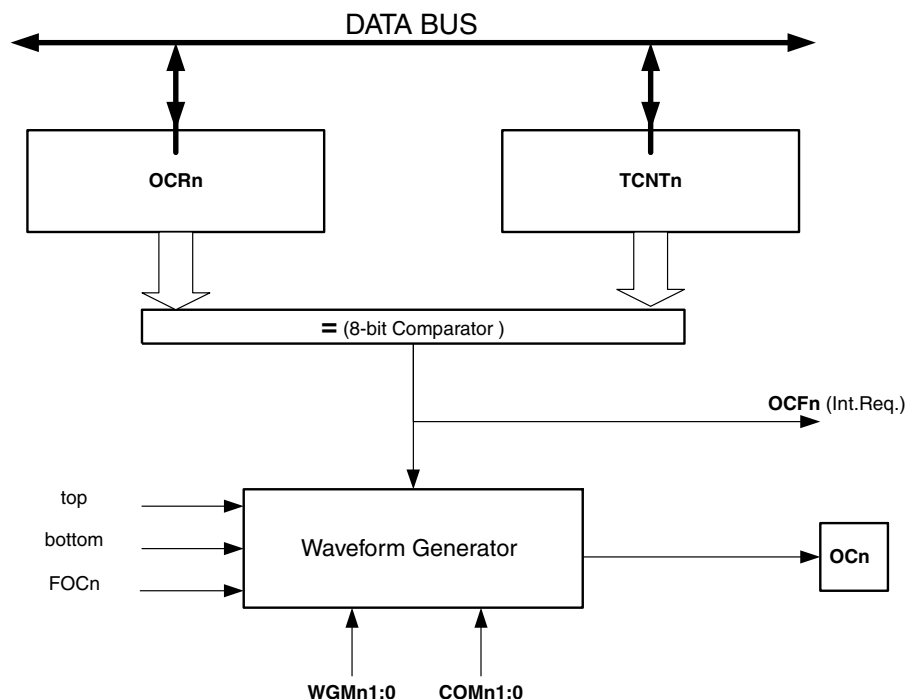 DATA BUS
OCRn
TCNTn
= (8-bit Comparator )
OCFn (Int.Req.)
top
bottom
FOCn
Waveform Generator
OCn
WGMn1:0
COMn1:0